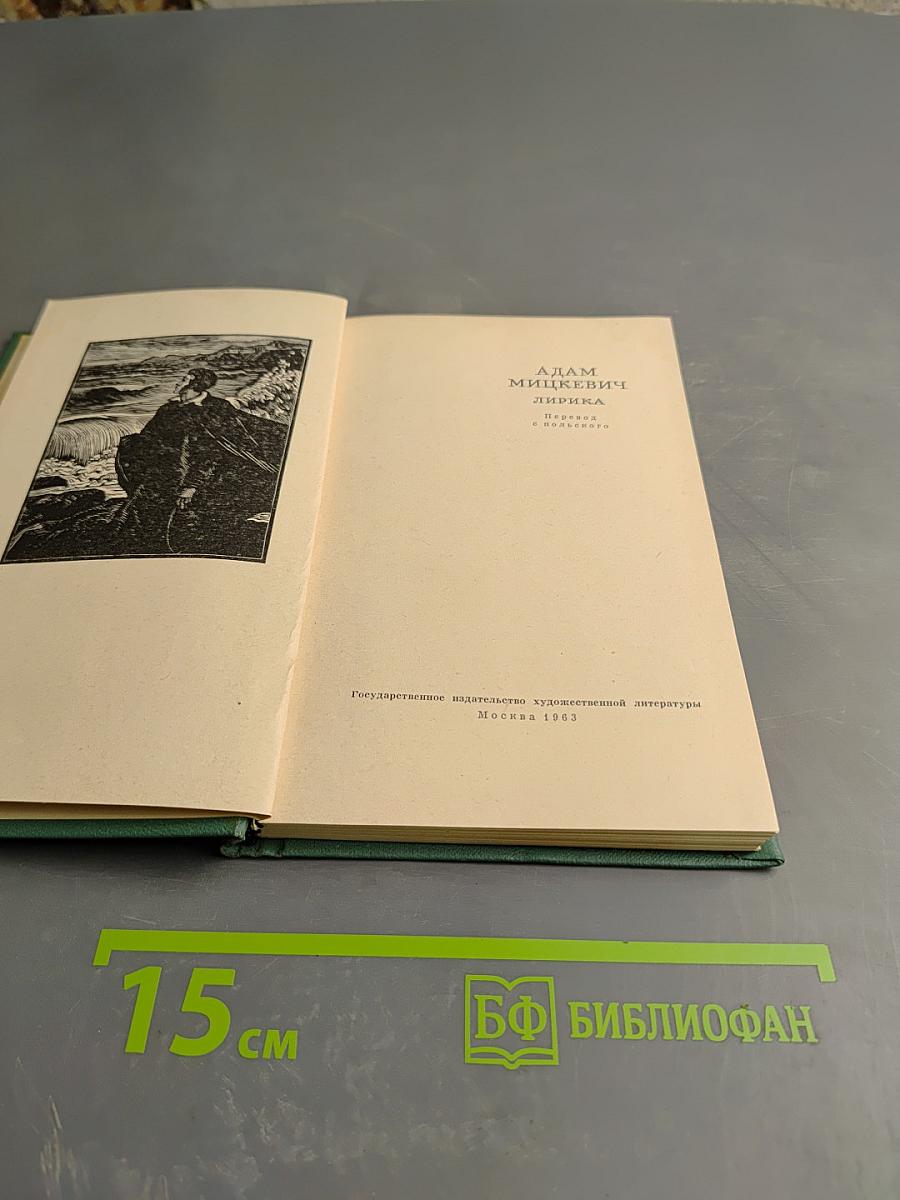 АДАМ
МИЦКЕВИЧ
ЛИРИКА
Перевод
с польского
Государственное издательство художественной литературы
Москва 1963
15 см
БФ БИБЛИОФАН